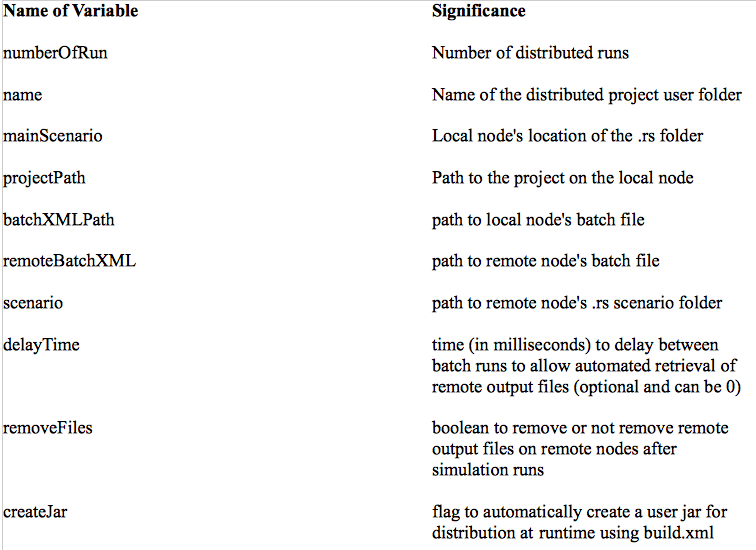 Name of Variable Significance
numberOfRun Number of distributed runs
name Name of the distributed project user folder
mainScenario Local node's location of the .rs folder
projectPath Path to the project on the local node
batchXMLPath path to local node's batch file
remoteBatchXML path to remote node's batch file
scenario path to remote node's .rs scenario folder
delayTime time (in milliseconds) to delay between
batch runs to allow automated retrieval of
remote output files (optional and can be 0)
removeFiles boolean to remove or not remove remote
output files on remote nodes after
simulation runs
createJar flag to automatically create a user jar for
distribution at runtime using build.xml